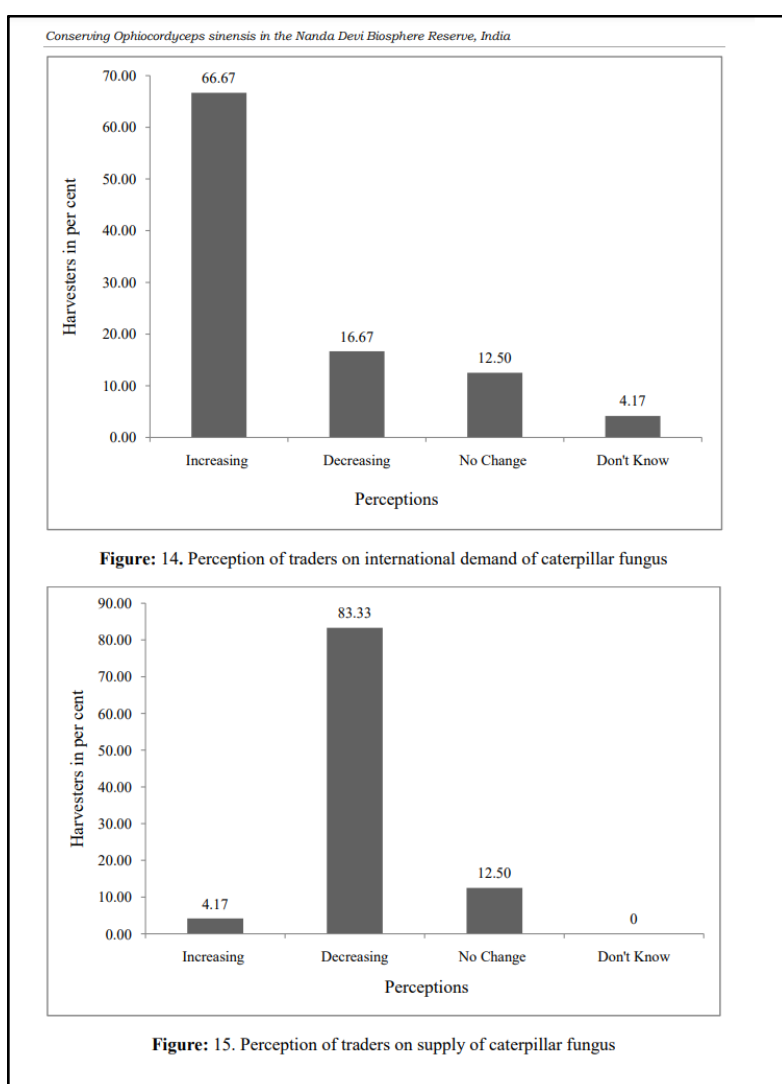 Conserving Ophiocordyceps sinensis in the Nanda Devi Biosphere Reserve, India
70.00
60.00
50.00
40.00
30.00
20.00
10.00
0.00
Harvesters in per cent
66.67
16.67
12.50
4.17
Increasing Decreasing No Change Don't Know
Perceptions
Figure: 14. Perception of traders on international demand of caterpillar fungus
90.00
80.00
70.00
60.00
50.00
40.00
30.00
20.00
10.00
0.00
Harvesters in per cent
4.17
83.33
12.50
0
Increasing Decreasing No Change Don't Know
Perceptions
Figure: 15. Perception of traders on supply of caterpillar fungus